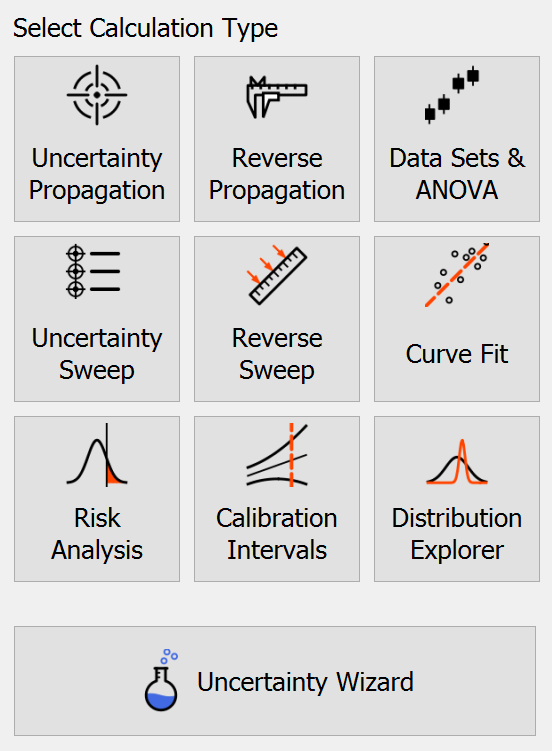 Select Calculation Type
Uncertainty
Propagation
Reverse
Propagation
Data Sets &
ANOVA
Uncertainty
Sweep
Reverse
Sweep
Curve Fit
Risk
Analysis
Calibration
Intervals
Distribution
Explorer
Uncertainty Wizard